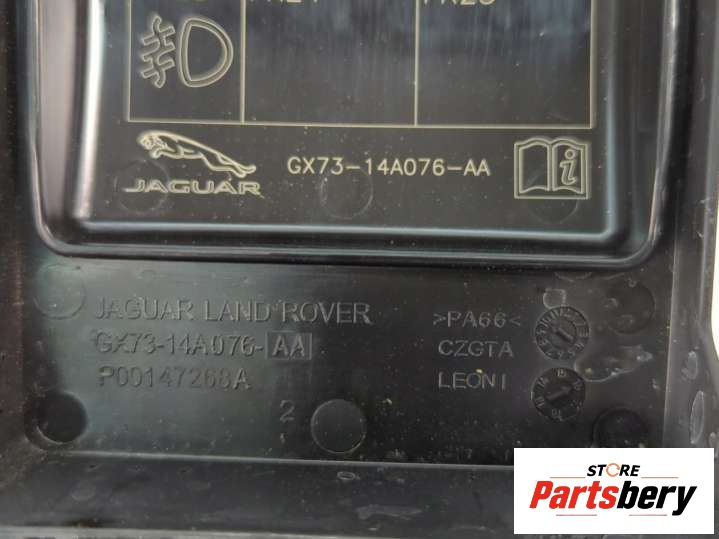 GX73-14A076-AA
JAGUAR
JAGUAR LAND ROVER
GX73-14A076-AA
P00147268A
2
>PA66<
CZGTA
LEONI
STORE
Partsbery